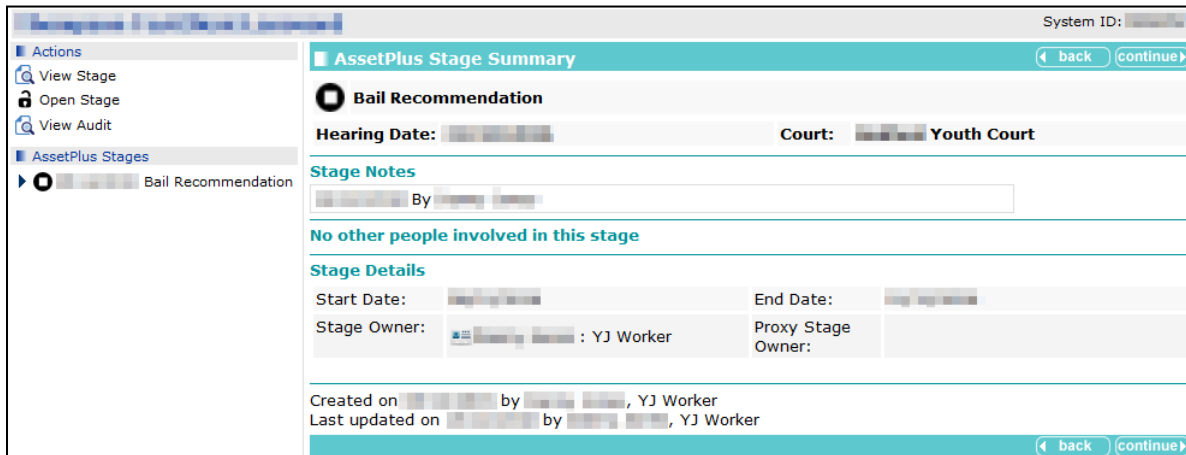 System ID:
Actions
View Stage
Open Stage
View Audit
AssetPlus Stages
Bail Recommendation
AssetPlus Stage Summary
back continue
Bail Recommendation
Hearing Date: Court: Youth Court
Stage Notes
By
No other people involved in this stage
Stage Details
Start Date: End Date:
Stage Owner: : YJ Worker Proxy Stage
Owner:
Created on by , YJ Worker
Last updated on by , YJ Worker
back continue